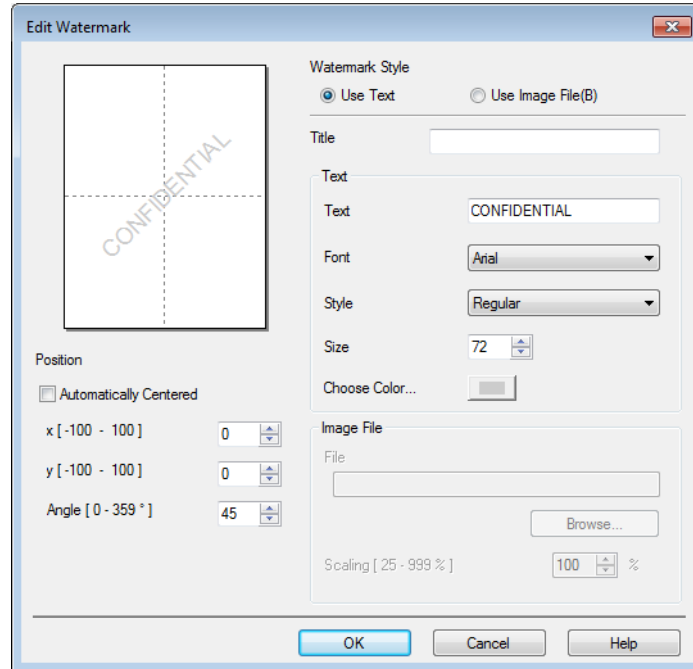 Edit Watermark
CONFIDENTIAL
Watermark Style
Use Text Use Image File(B)
Title
Text
Text CONFIDENTIAL
Font Arial
Style Regular
Size 72
Choose Color...
Position
Automatically Centered
x [ -100 - 100 ] 0
y [ -100 - 100 ] 0
Angle [ 0 - 359 ° ] 45
Image File
File
Browse...
Scaling [ 25 - 999 % ] 100 %
OK Cancel Help